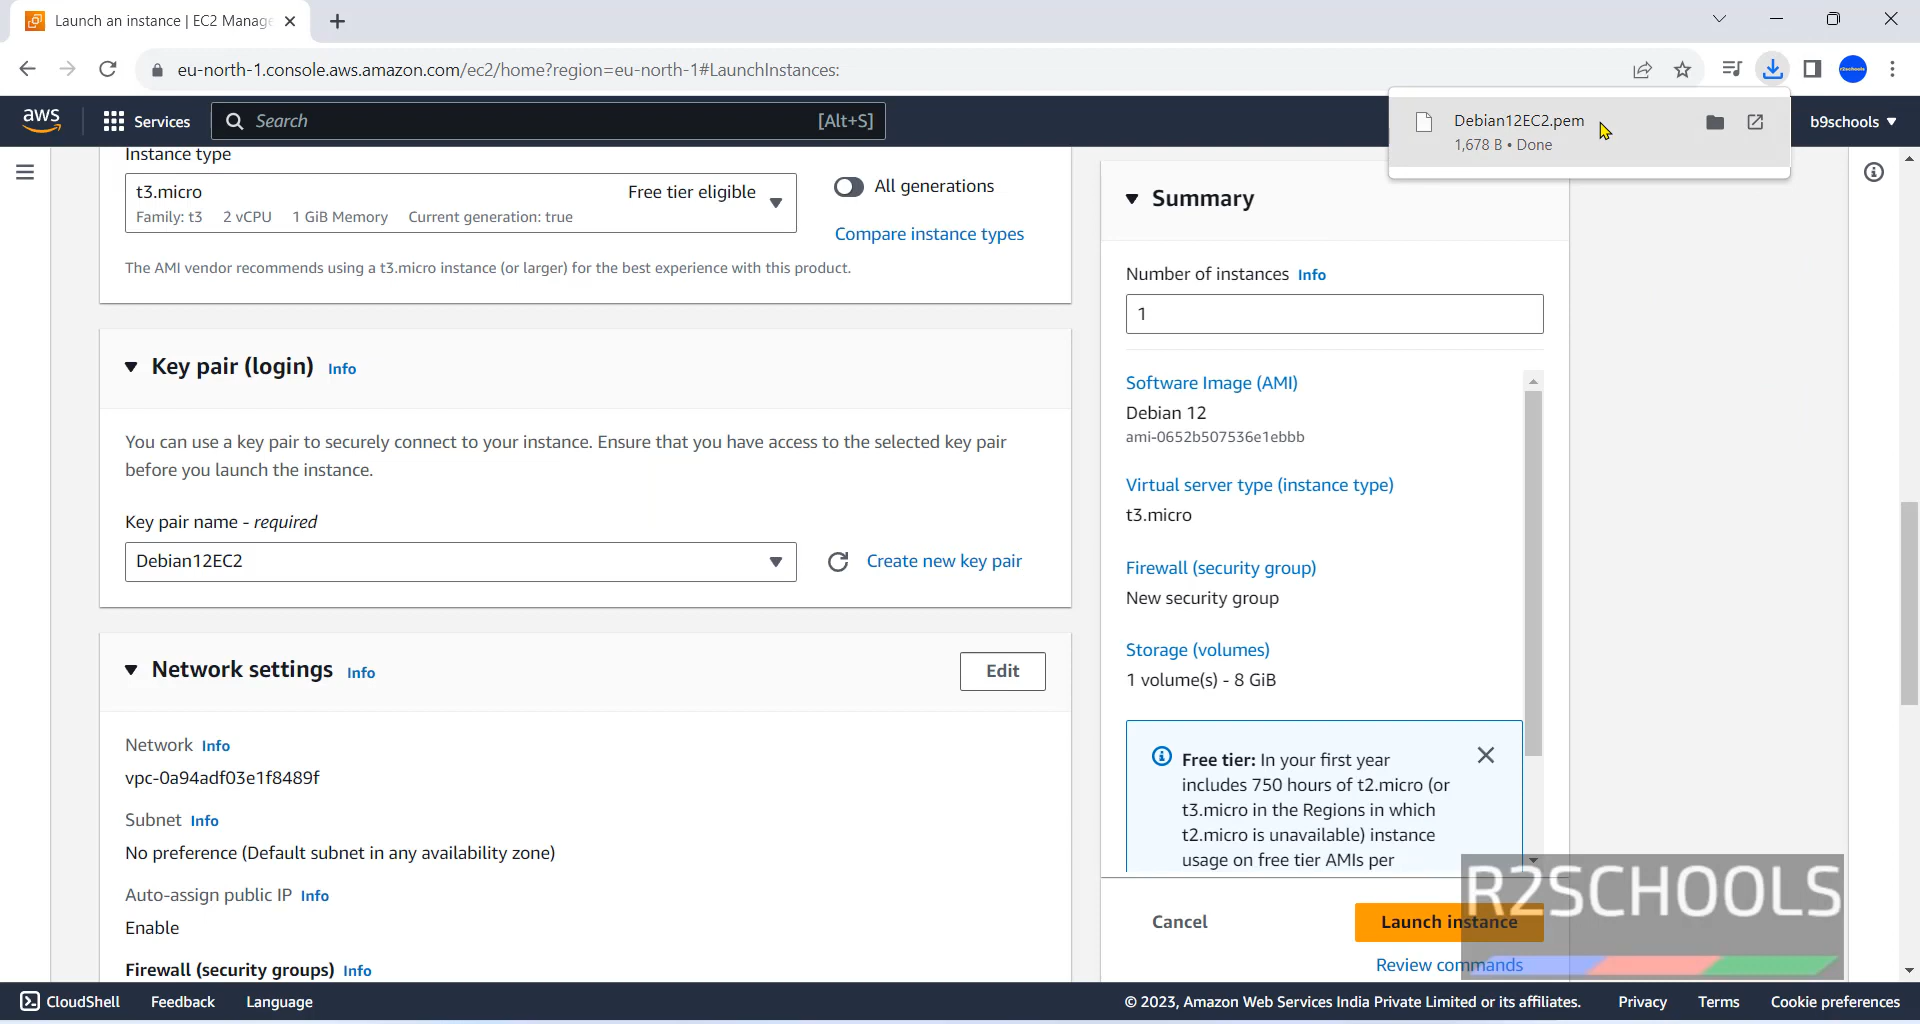 Launch an instance | EC2 Manage
eu-north-1.console.aws.amazon.com/ec2/home?region=eu-north-1#LaunchInstances:
r2schools
aws
Services
Search
[Alt+S]
Debian12EC2.pem
1,678 B • Done
b9schools
Instance type
t3.micro
Free tier eligible
Family: t3 2 vCPU 1 GiB Memory Current generation: true
All generations
Compare instance types
The AMI vendor recommends using a t3.micro instance (or larger) for the best experience with this product.
Key pair (login) Info
You can use a key pair to securely connect to your instance. Ensure that you have access to the selected key pair
before you launch the instance.
Key pair name - required
Debian12EC2
Create new key pair
Network settings Info
Edit
Network Info
vpc-0a94adf03e1f8489f
Subnet Info
No preference (Default subnet in any availability zone)
Auto-assign public IP Info
Enable
Firewall (security groups) Info
Summary
Number of instances Info
1
Software Image (AMI)
Debian 12
ami-0652b507536e1ebbb
Virtual server type (instance type)
t3.micro
Firewall (security group)
New security group
Storage (volumes)
1 volume(s) - 8 GiB
Free tier: In your first year
includes 750 hours of t2.micro (or
t3.micro in the Regions in which
t2.micro is unavailable) instance
usage on free tier AMIs per
Cancel
Launch instance
Review commands
R2SCHOOLS
CloudShell
Feedback
Language
© 2023, Amazon Web Services India Private Limited or its affiliates.
Privacy
Terms
Cookie preferences